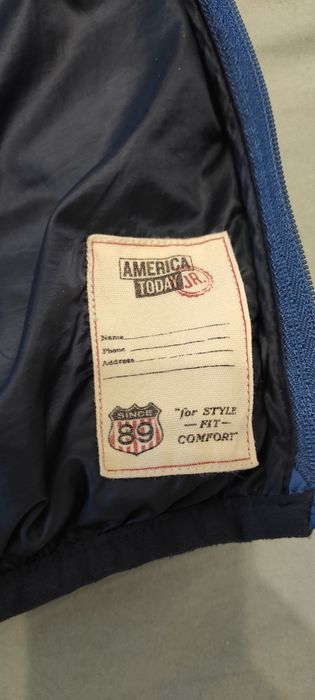 AMERICA
TODAY JR.
Name
Phone
Address
SINCE
89
"for STYLE
—FIT—
COMFORT"